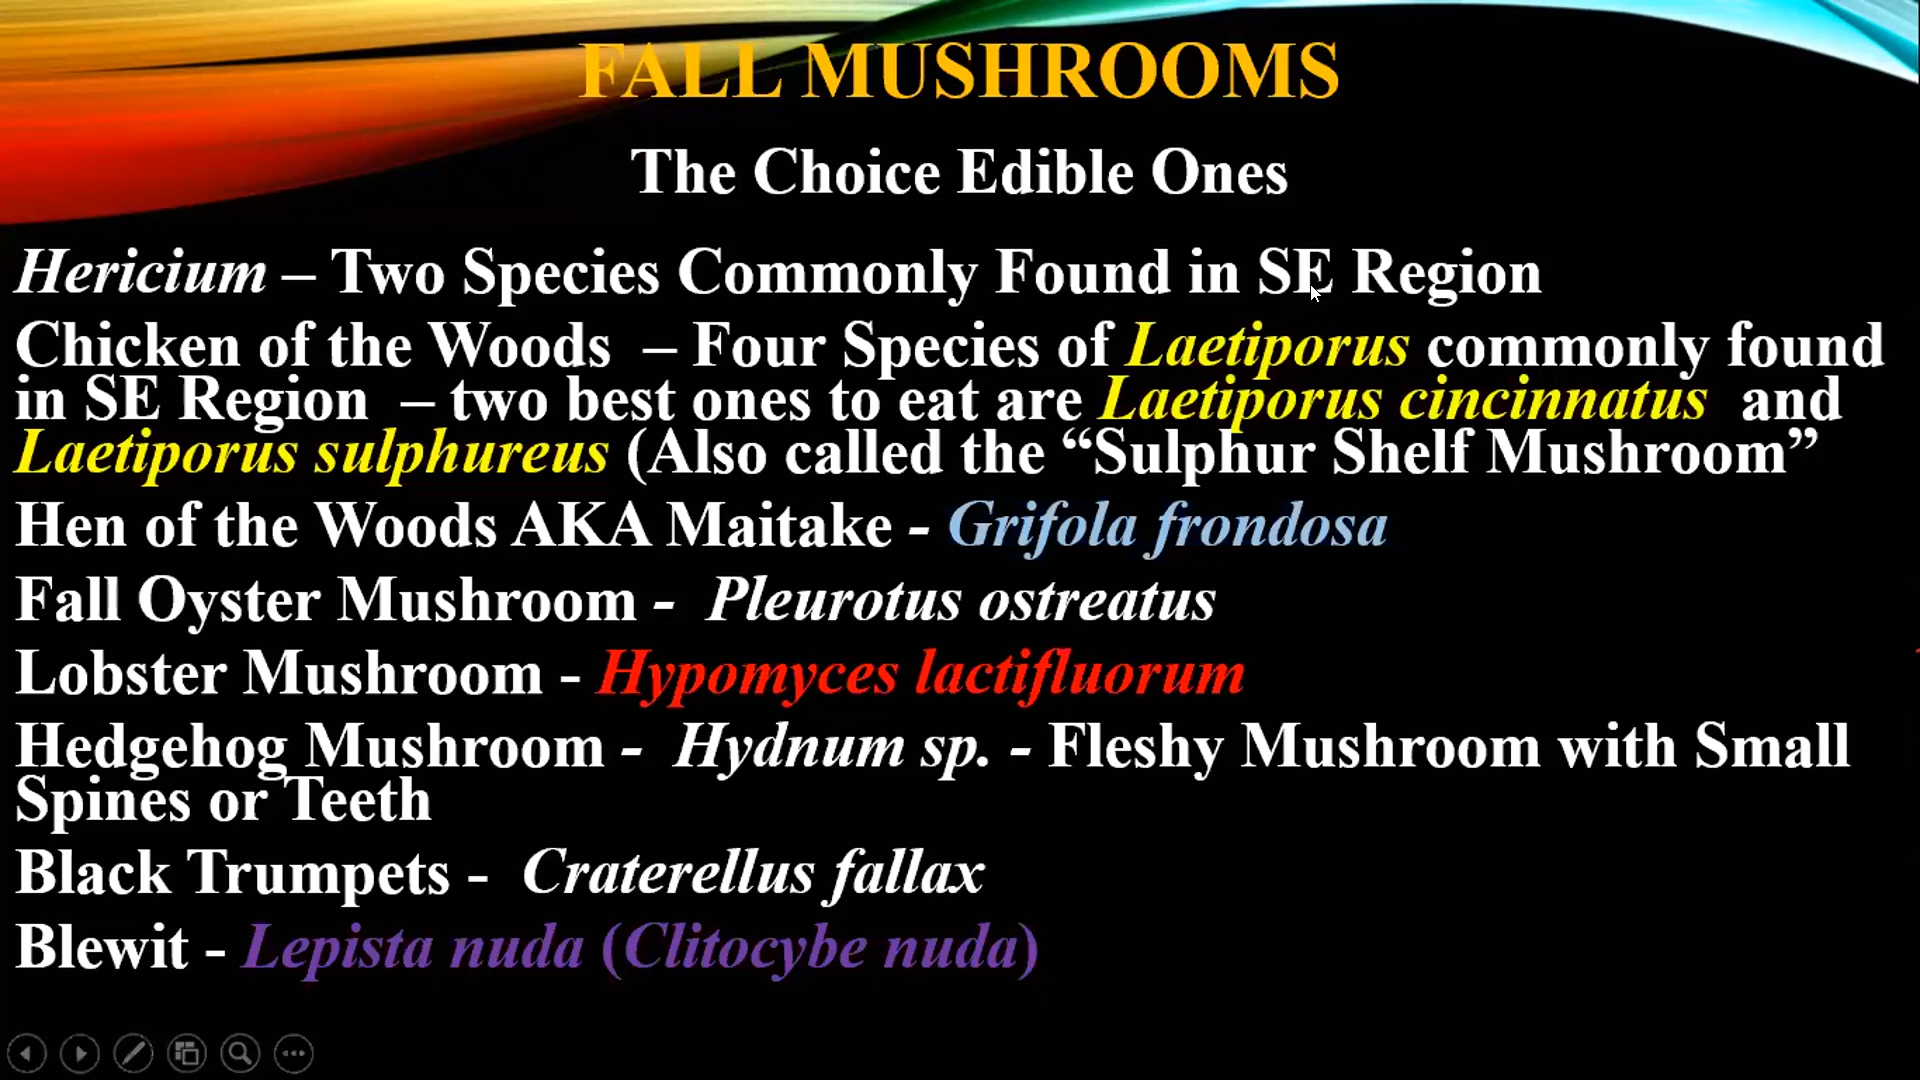 FALL MUSHROOMS
The Choice Edible Ones
Hericium – Two Species Commonly Found in SE Region
Chicken of the Woods – Four Species of Laetiporus commonly found
in SE Region – two best ones to eat are Laetiporus cincinnatus and
Laetiporus sulphureus (Also called the “Sulphur Shelf Mushroom”
Hen of the Woods AKA Maitake - Grifola frondosa
Fall Oyster Mushroom - Pleurotus ostreatus
Lobster Mushroom - Hypomyces lactifluorum
Hedgehog Mushroom - Hydnum sp. - Fleshy Mushroom with Small
Spines or Teeth
Black Trumpets - Craterellus fallax
Blewit - Lepista nuda (Clitocybe nuda)